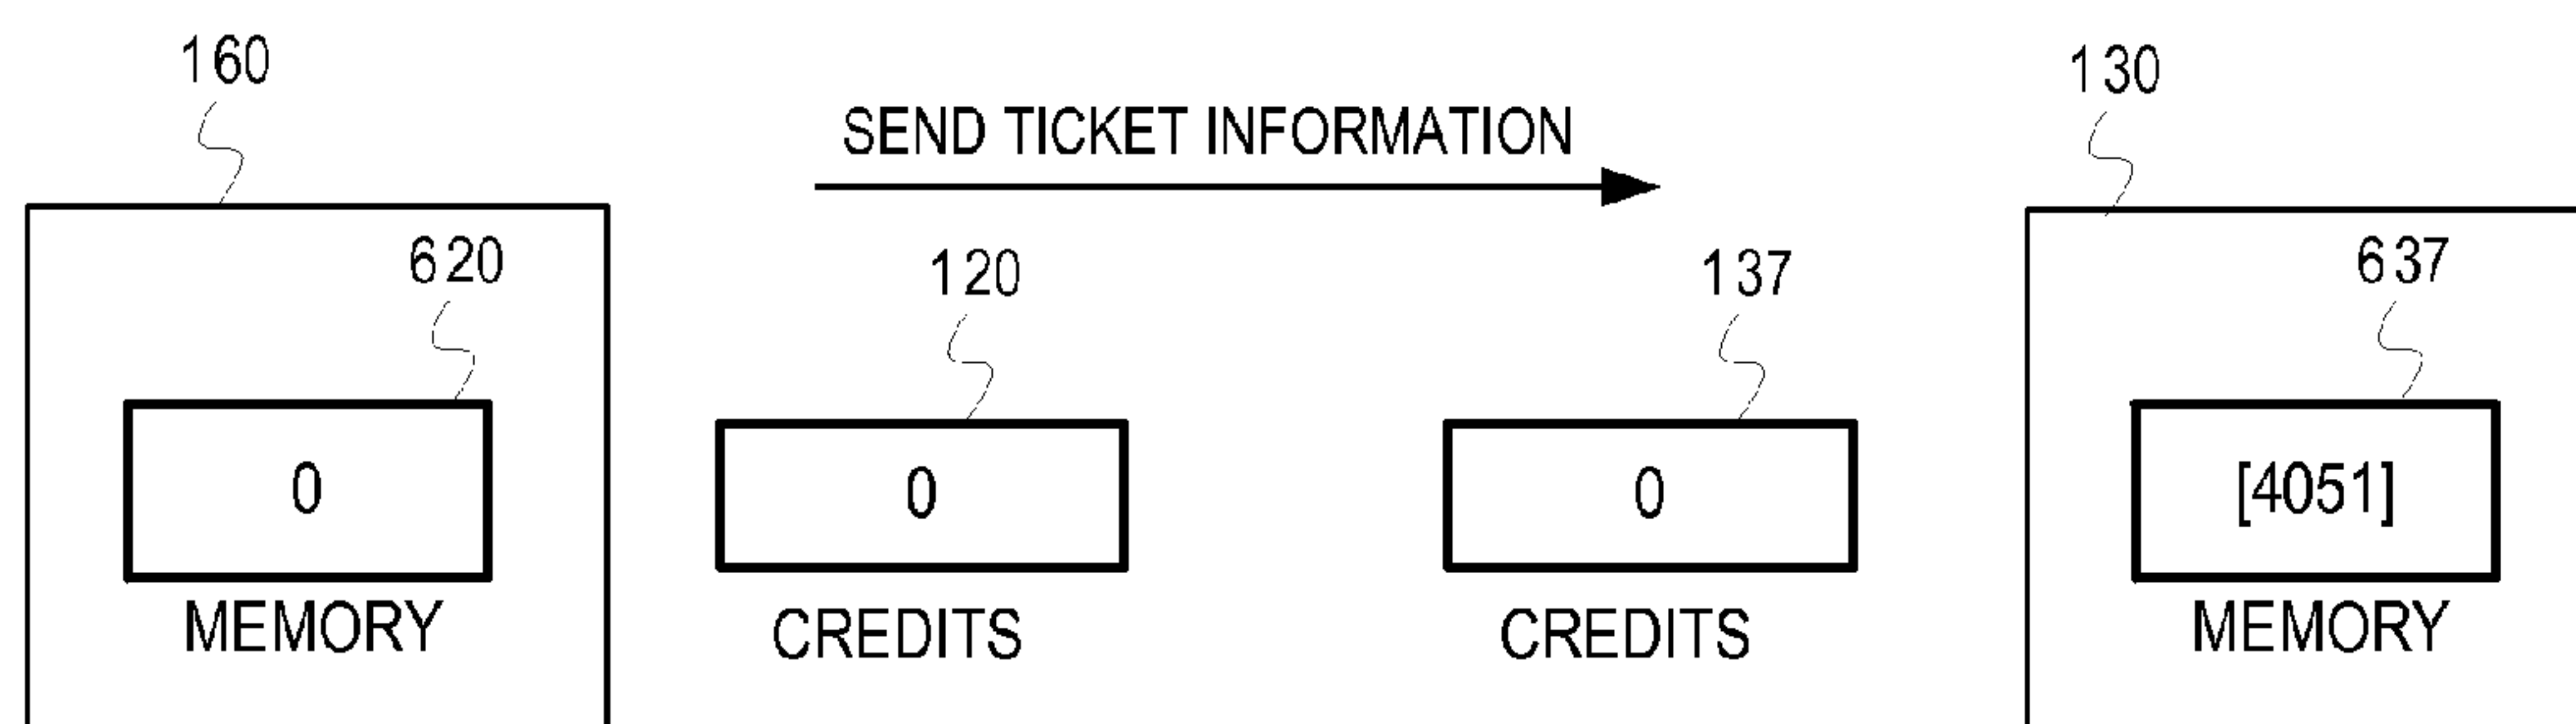 160
130
SEND TICKET INFORMATION
620
120
137
637
0
0
0
[4051]
MEMORY
CREDITS
CREDITS
MEMORY